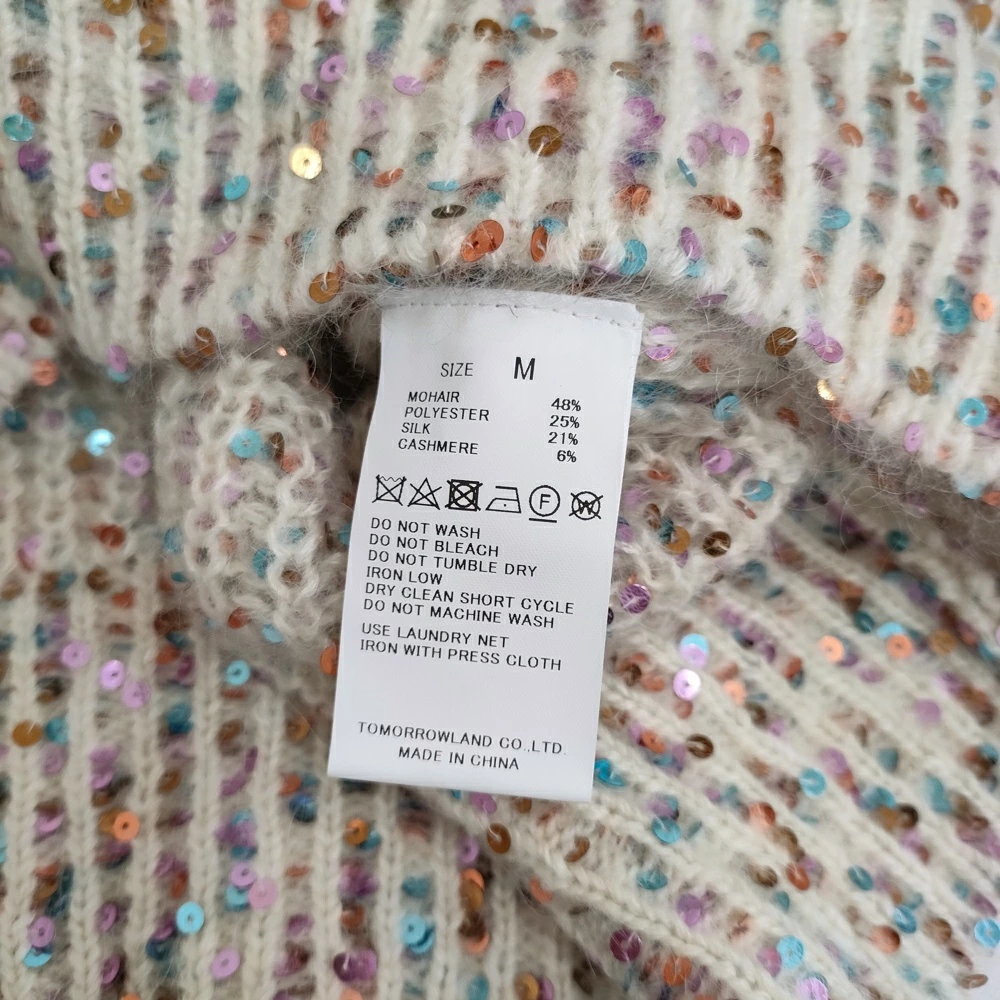 SIZE M
MOHAIR 48%
POLYESTER 25%
SILK 21%
CASHMERE 6%
F W
DO NOT WASH
DO NOT BLEACH
DO NOT TUMBLE DRY
IRON LOW
DRY CLEAN SHORT CYCLE
DO NOT MACHINE WASH
USE LAUNDRY NET
IRON WITH PRESS CLOTH
TOMORROWLAND CO.,LTD.
MADE IN CHINA